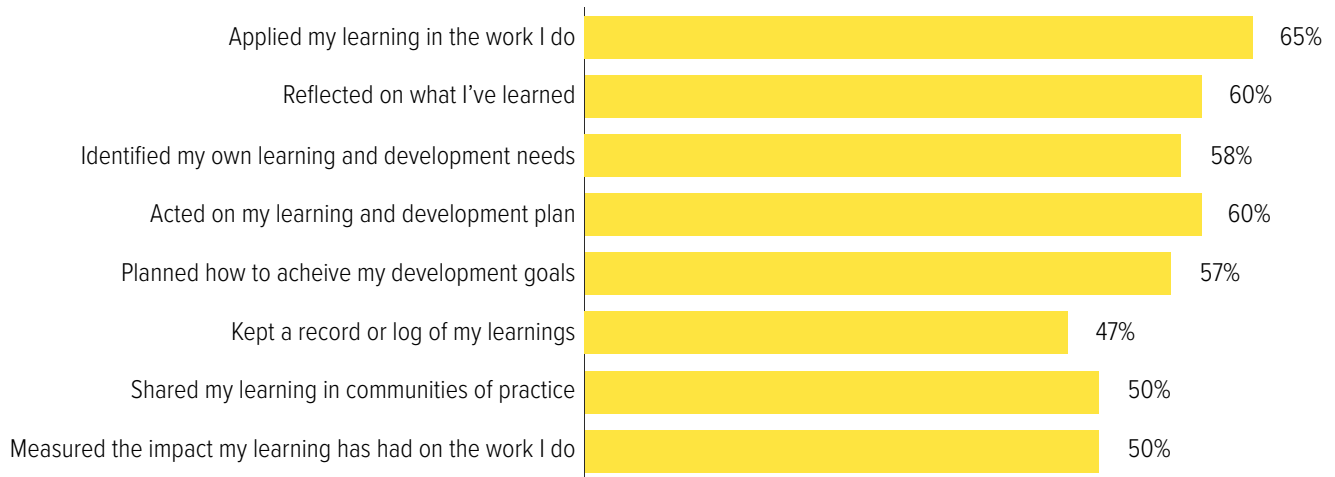 Applied my learning in the work I do 65%
Reflected on what I’ve learned 60%
Identified my own learning and development needs 58%
Acted on my learning and development plan 60%
Planned how to acheive my development goals 57%
Kept a record or log of my learnings 47%
Shared my learning in communities of practice 50%
Measured the impact my learning has had on the work I do 50%